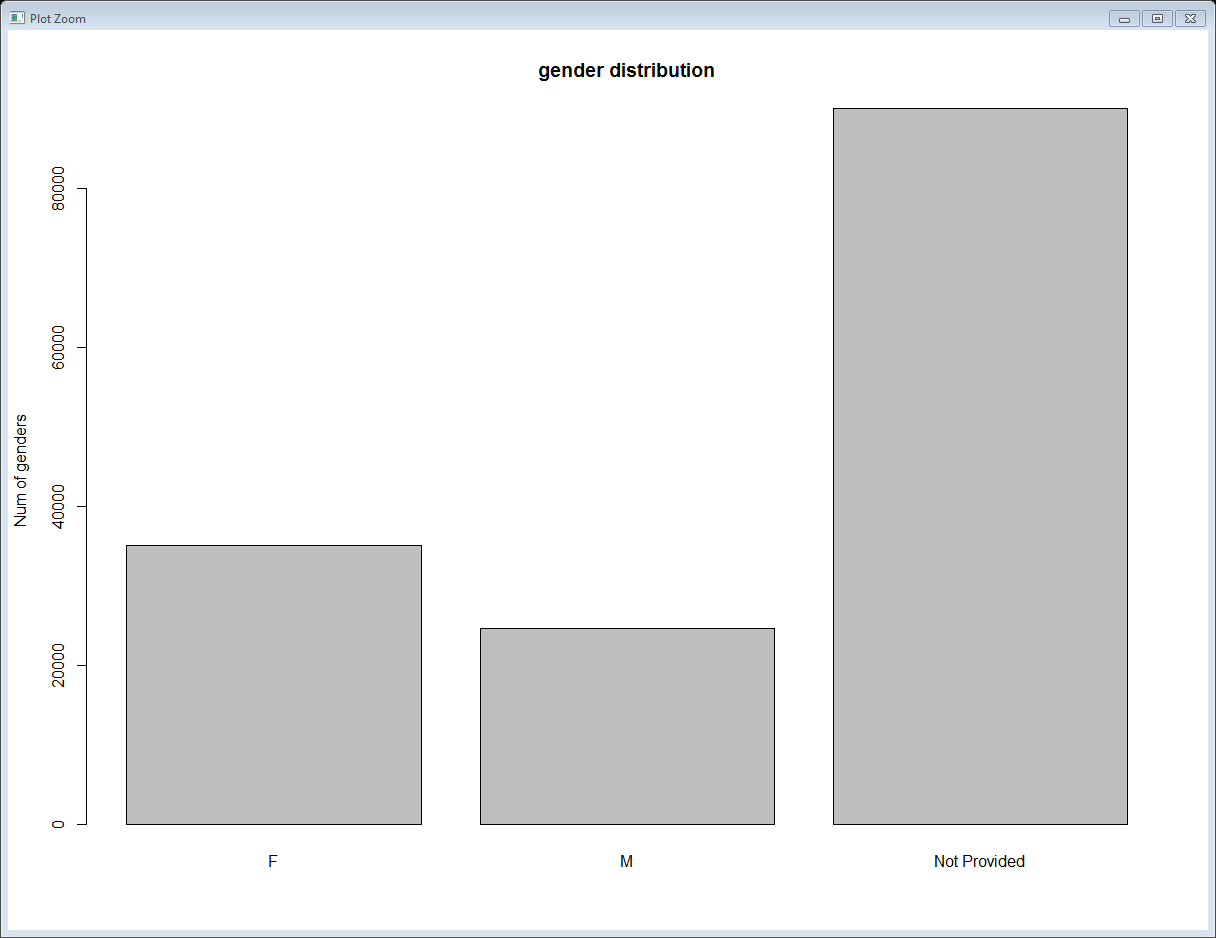 Plot Zoom
gender distribution
Num of genders
80000
60000
40000
20000
0
F
M
Not Provided